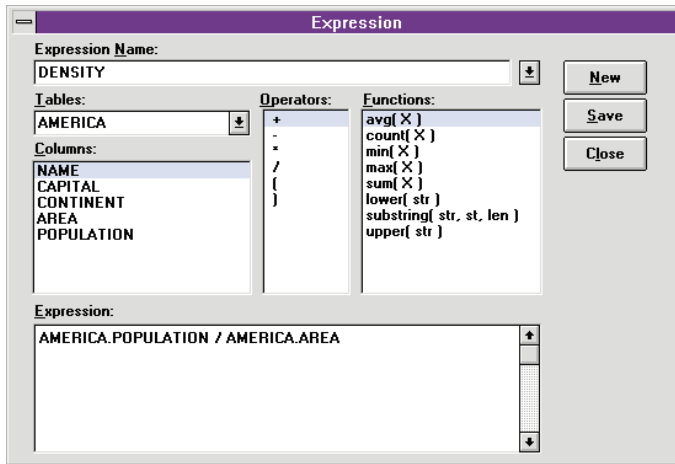 Expression
Expression Name:
DENSITY
New
Tables:
Operators:
Functions:
AMERICA
Save
Columns:
Close
NAME
CAPITAL
CONTINENT
AREA
POPULATION
+
-
*
/
(
)
avg( X )
count( X )
min( X )
max( X )
sum( X )
lower( str )
substring( str, st, len )
upper( str )
Expression:
AMERICA.POPULATION / AMERICA.AREA